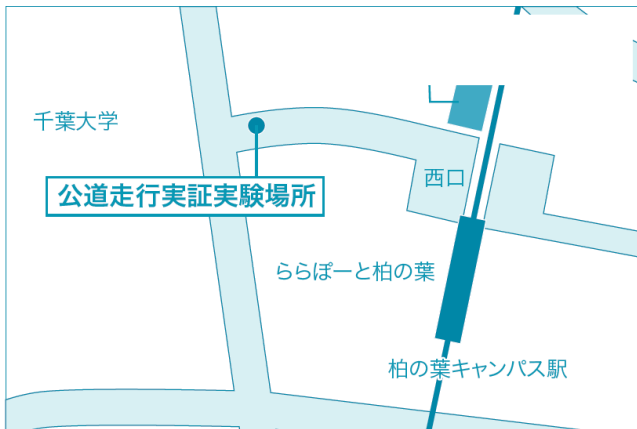 千葉大学
公道走行実証実験場所
西口
ららぽーと柏の葉
柏の葉キャンパス駅